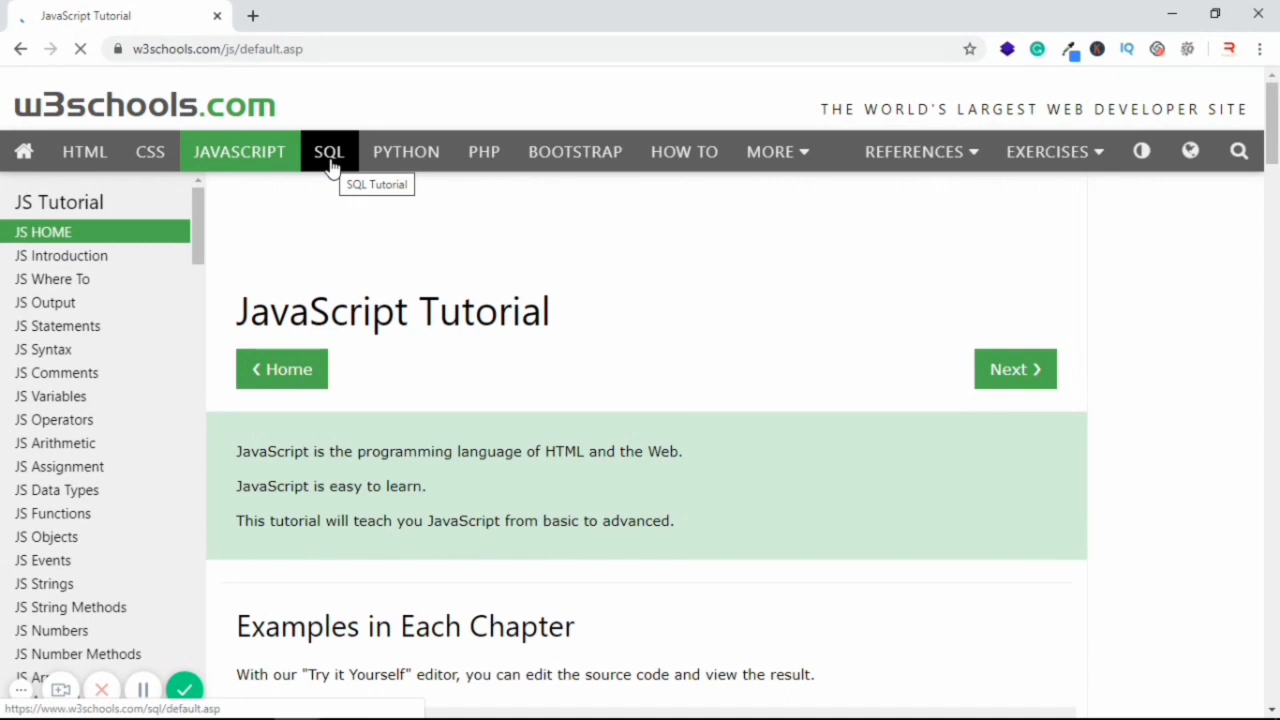 JavaScript Tutorial
w3schools.com/js/default.asp
IQ
w3schools.com
THE WORLD'S LARGEST WEB DEVELOPER SITE
HTML CSS JAVASCRIPT SQL PYTHON PHP BOOTSTRAP HOW TO MORE REFERENCES EXERCISES
SQL Tutorial
JS Tutorial
JS HOME
JS Introduction
JS Where To
JS Output
JS Statements
JS Syntax
JS Comments
JS Variables
JS Operators
JS Arithmetic
JS Assignment
JS Data Types
JS Functions
JS Objects
JS Events
JS Strings
JS String Methods
JS Numbers
JS Number Methods
JavaScript Tutorial
❮ Home
Next ❯
JavaScript is the programming language of HTML and the Web.
JavaScript is easy to learn.
This tutorial will teach you JavaScript from basic to advanced.
Examples in Each Chapter
With our "Try it Yourself" editor, you can edit the source code and view the result.
https://www.w3schools.com/sql/default.asp